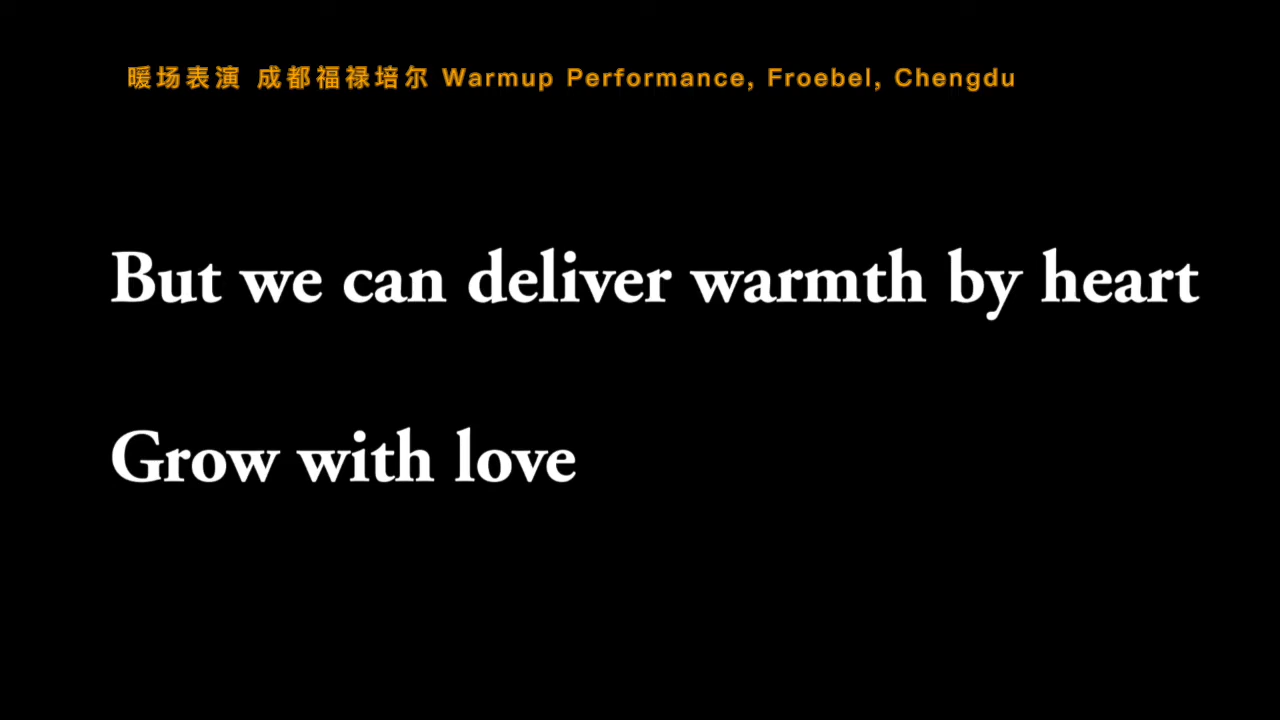 暖场表演 成都福禄培尔 Warmup Performance, Froebel, Chengdu
But we can deliver warmth by heart
Grow with love